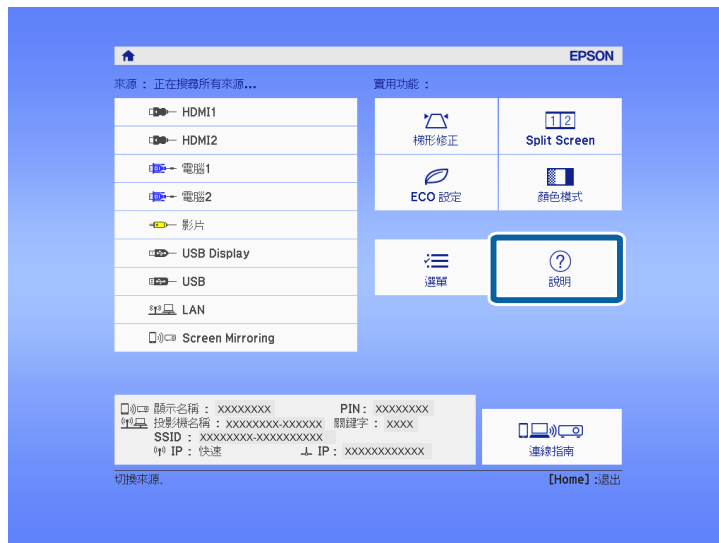 EPSON
來源 : 正在搜尋所有來源...
HDMI1
HDMI2
電腦1
電腦2
影片
USB Display
USB
LAN
Screen Mirroring
實用功能 :
梯形修正
Split Screen
1 2
ECO 設定
顏色模式
選單
?
說明
顯示名稱 : XXXXXXXX PIN : XXXXXXXX
投影機名稱 : XXXXXXXX-XXXXXX 關鍵字 : XXXX
SSID : XXXXXXXX-XXXXXXXXXX
IP : 快速 IP : XXXXXXXXXXXX
連線指南
切換來源.
[Home] :退出